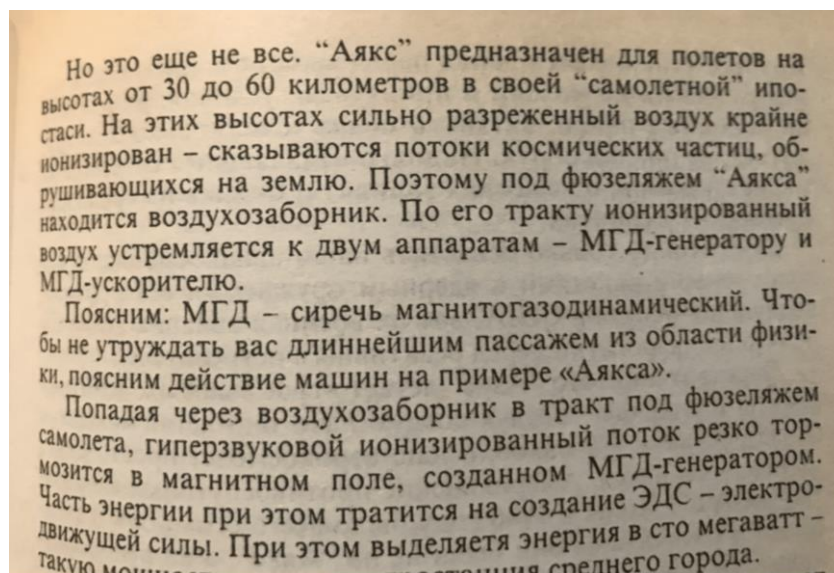 Но это еще не все. “Аякс” предназначен для полетов на
высотах от 30 до 60 километров в своей “самолетной” ипо-
стаси. На этих высотах сильно разреженный воздух крайне
ионизирован – сказываются потоки космических частиц, об-
рушивающихся на землю. Поэтому под фюзеляжем “Аякса”
находится воздухозаборник. По его тракту ионизированный
воздух устремляется к двум аппаратам – МГД-генератору и
МГД-ускорителю.
Поясним: МГД – сиречь магнитогазодинамический. Что-
бы не утруждать вас длиннейшим пассажем из области физи-
ки, поясним действие машин на примере «Аякса».
Попадая через воздухозаборник в тракт под фюзеляжем
самолета, гиперзвуковой ионизированный поток резко тор-
мозится в магнитном поле, созданном МГД-генератором.
Часть энергии при этом тратится на создание ЭДС – электро-
движущей силы. При этом выделяетя энергия в сто мегаватт –
такую среднего города.